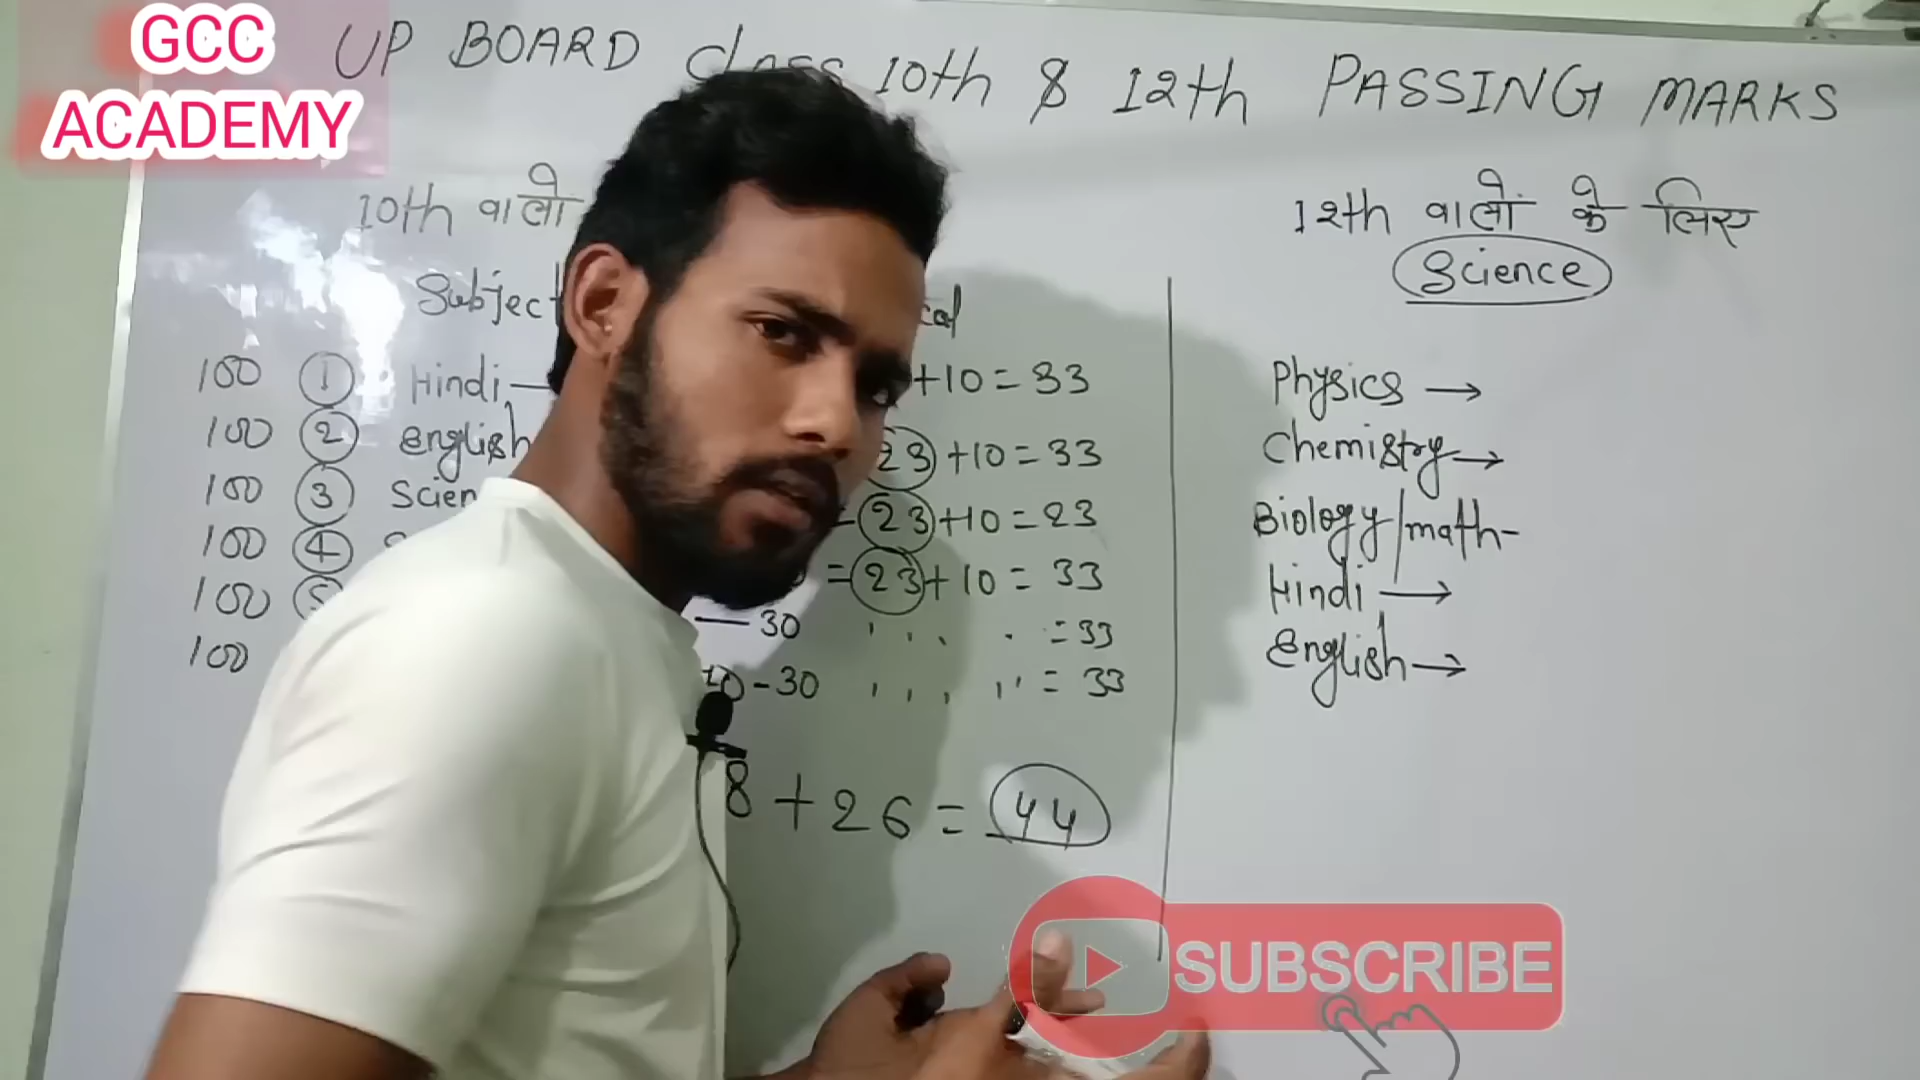 GCC
ACADEMY
UP BOARD Class 10th & 12th PASSING MARKS
10th वालो
Subject
100 1 Hindi +10=33
100 2 English 23 +10=33
100 3 Scien 23 +10=23
100 4 = 23 + 10 = 33
100 5 30 = 33
100 -30 = 33
8 + 26 = 44
12th वालों के लिए
Science
Physics →
Chemistry →
Biology/math-
Hindi →
English →
SUBSCRIBE